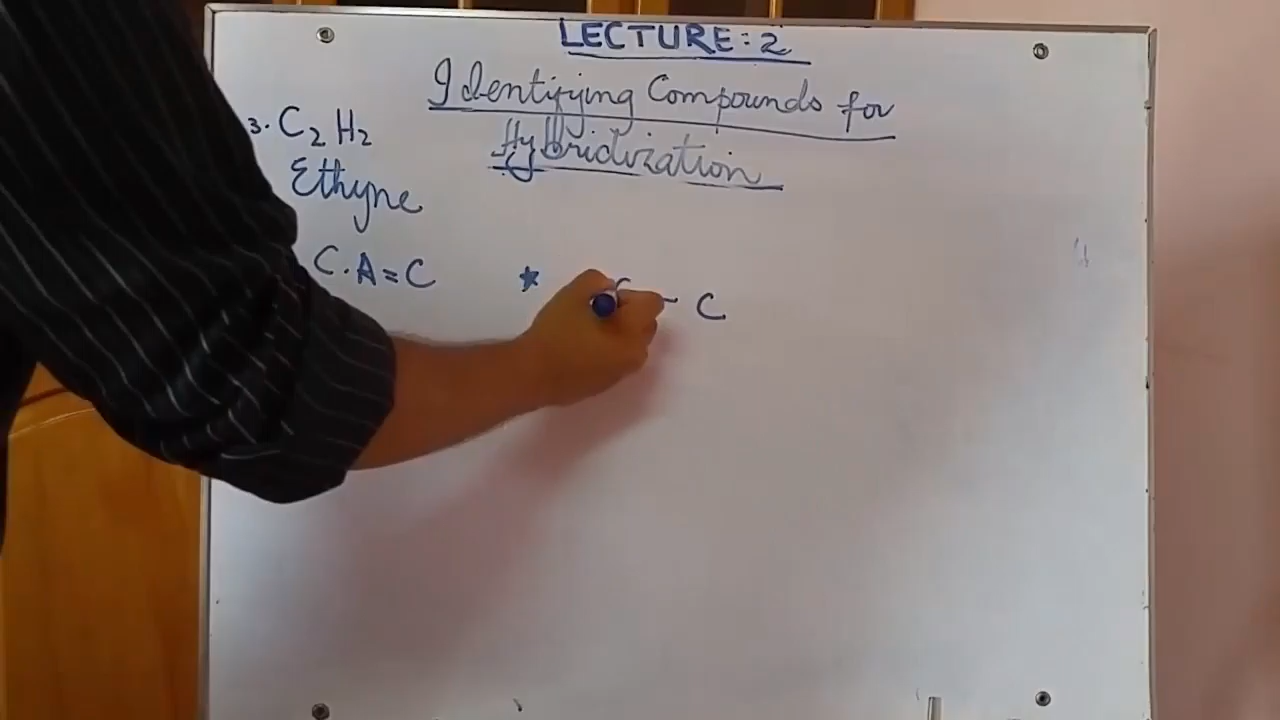 LECTURE: 2
Identifying Compounds for
Hybridization
3. C₂ H₂
Ethyne
C.A = C
★ C - C